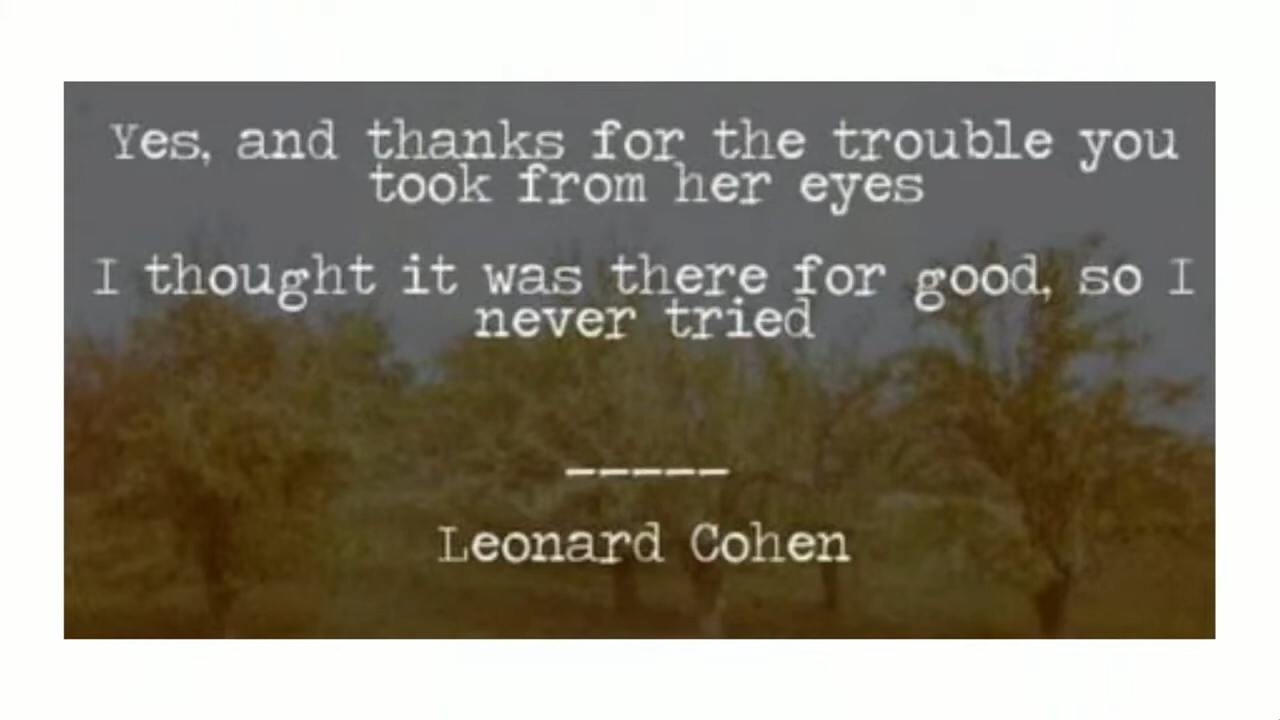 Yes, and thanks for the trouble you
took from her eyes
I thought it was there for good, so I
never tried
-----
Leonard Cohen